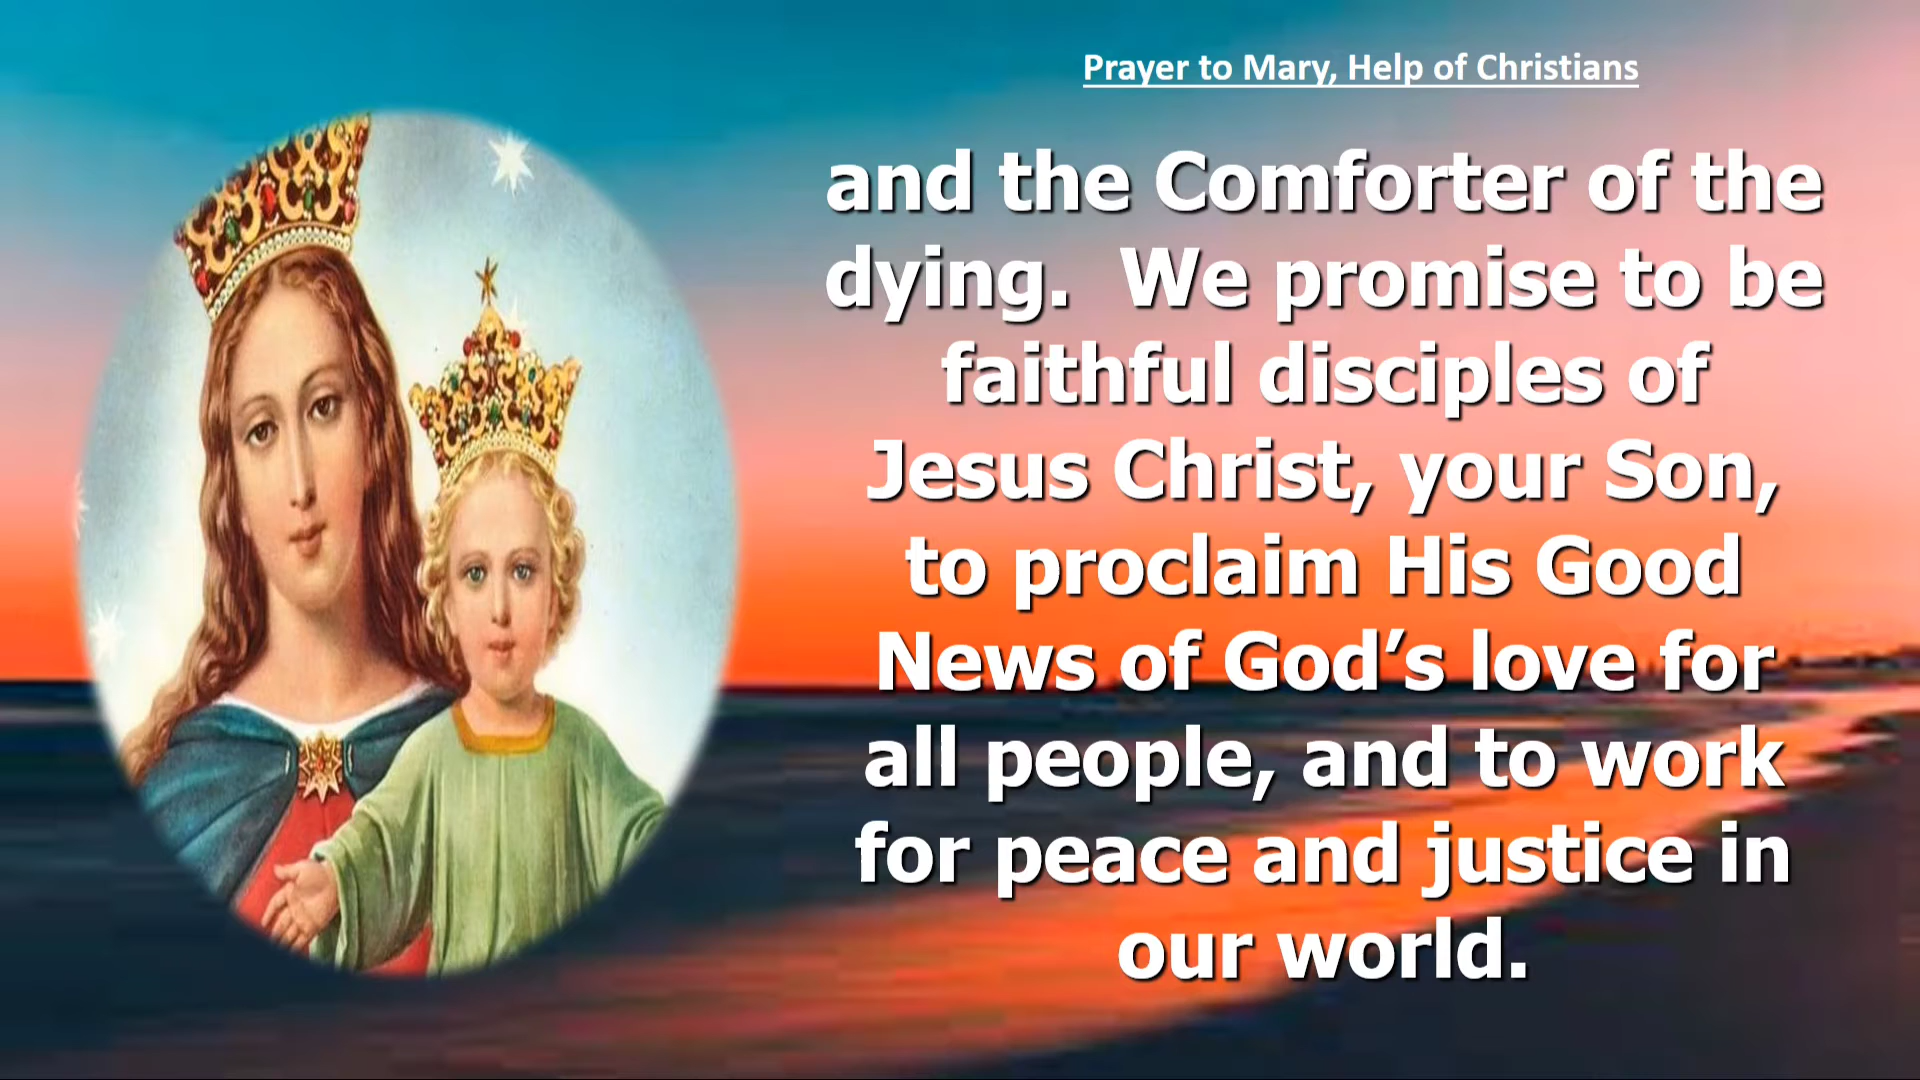 Prayer to Mary, Help of Christians
and the Comforter of the
dying.  We promise to be
faithful disciples of
Jesus Christ, your Son,
to proclaim His Good
News of God’s love for
all people, and to work
for peace and justice in
our world.